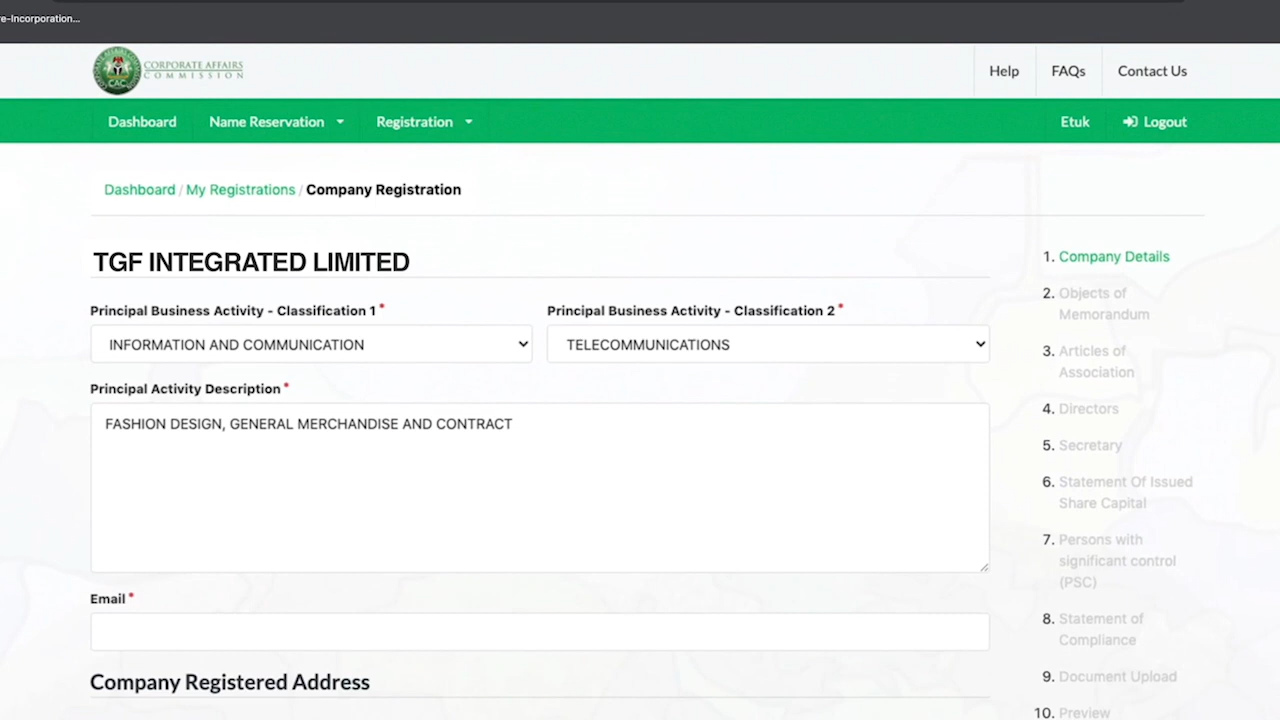 re-Incorporation...
CORPORATE AFFAIRS
COMMISSION
CAC
Help
FAQs
Contact Us
Dashboard
Name Reservation
Registration
Etuk
Logout
Dashboard / My Registrations / Company Registration
TGF INTEGRATED LIMITED
Principal Business Activity - Classification 1 *
INFORMATION AND COMMUNICATION
Principal Business Activity - Classification 2 *
TELECOMMUNICATIONS
Principal Activity Description *
FASHION DESIGN, GENERAL MERCHANDISE AND CONTRACT
Email *
Company Registered Address
1. Company Details
2. Objects of
Memorandum
3. Articles of
Association
4. Directors
5. Secretary
6. Statement Of Issued
Share Capital
7. Persons with
significant control
(PSC)
8. Statement of
Compliance
9. Document Upload
10. Preview